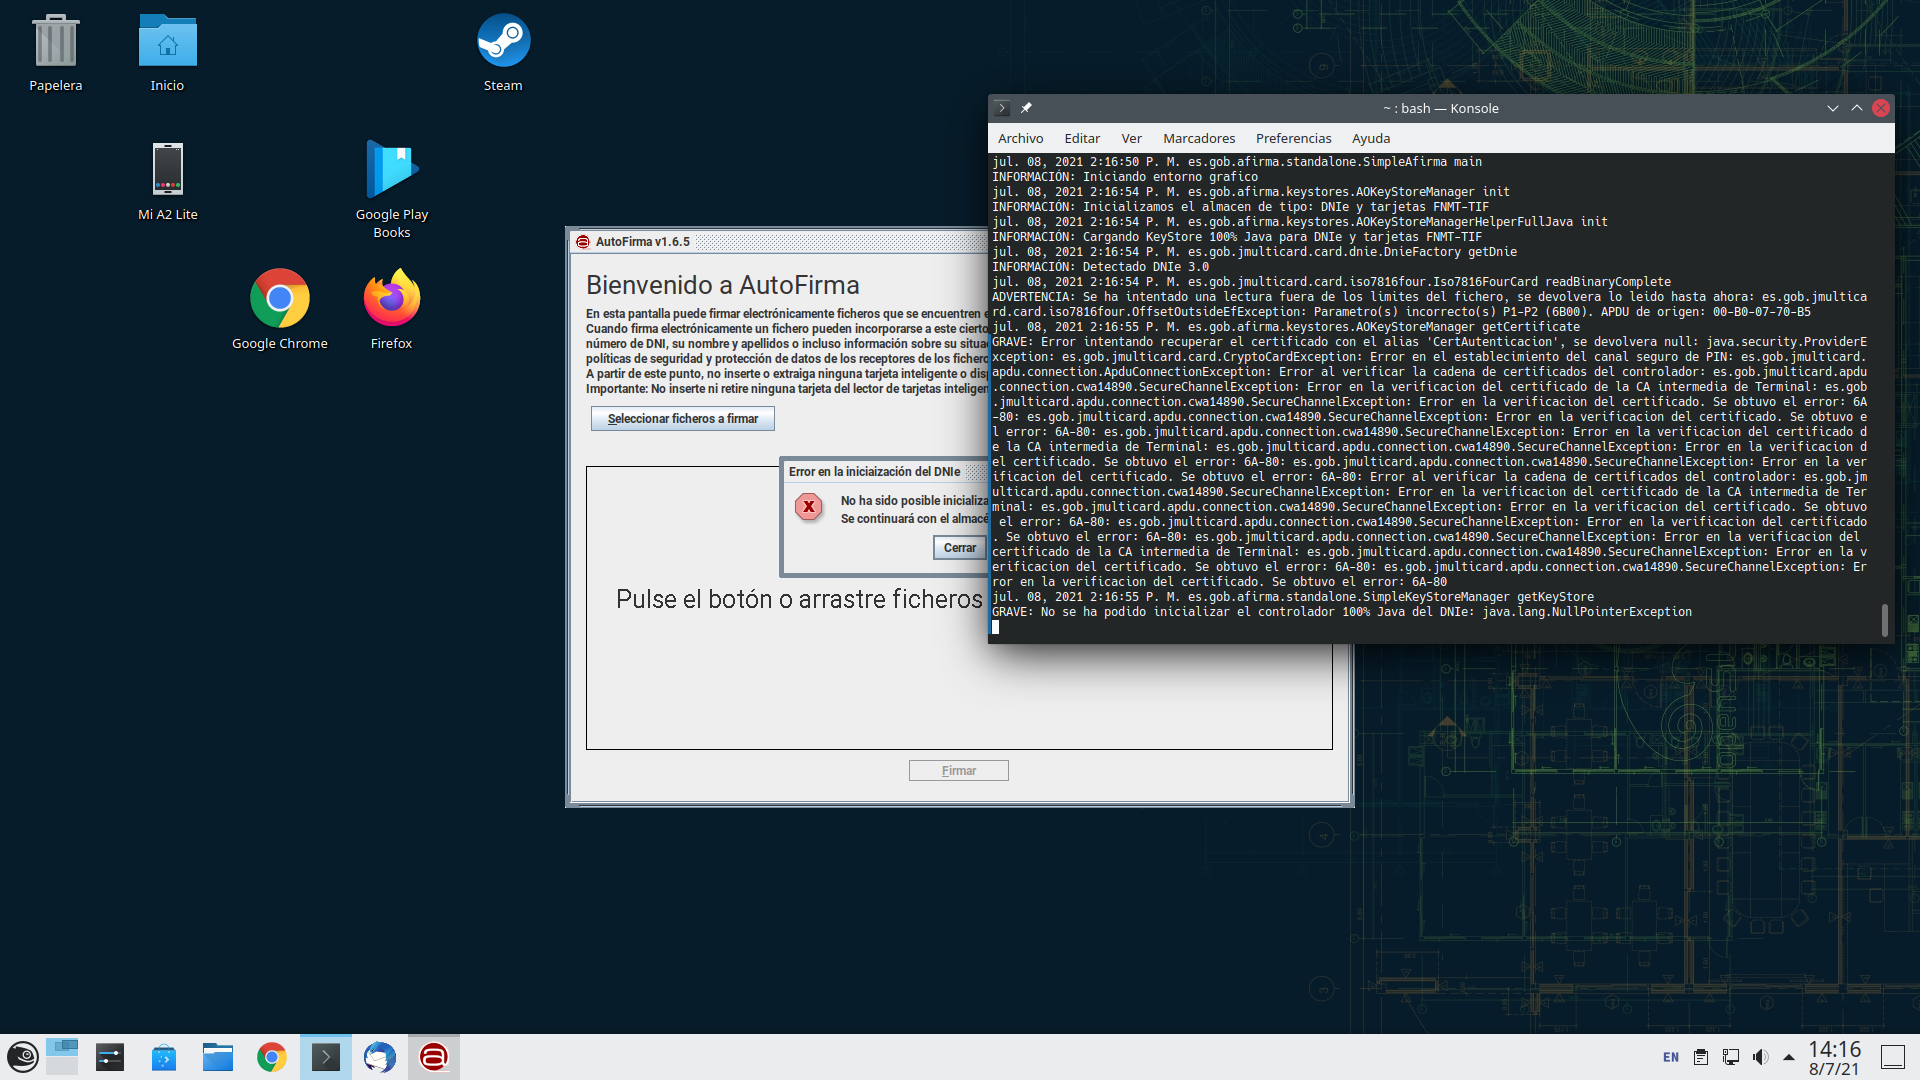 Papelera
Inicio
Steam
Mi A2 Lite
Google Play
Books
Google Chrome
Firefox
AutoFirma v1.6.5
Bienvenido a AutoFirma
En esta pantalla puede firmar electrónicamente ficheros que se encuentren
Cuando firma electrónicamente un fichero pueden incorporarse a este
número de DNI, su nombre y apellidos o incluso información sobre su
políticas de seguridad y protección de datos de los receptores de los
A partir de este punto, no inserte o extraiga ninguna tarjeta inteligente o
Importante: No inserte ni retire ninguna tarjeta del lector de tarjetas
Seleccionar ficheros a firmar
Error en la iniciaización del DNIe
No ha sido posible
Se continuará con el
Cerrar
Pulse el botón o arrastre ficheros
Firmar
~ : bash — Konsole
Archivo Editar Ver Marcadores Preferencias Ayuda
jul. 08, 2021 2:16:50 P. M. es.gob.afirma.standalone.SimpleAfirma main
INFORMACIÓN: Iniciando entorno grafico
jul. 08, 2021 2:16:54 P. M. es.gob.afirma.keystores.AOKeyStoreManager init
INFORMACIÓN: Inicializamos el almacen de tipo: DNIe y tarjetas FNMT-TIF
jul. 08, 2021 2:16:54 P. M. es.gob.afirma.keystores.AOKeyStoreManagerHelperFullJava init
INFORMACIÓN: Cargando KeyStore 100% Java para DNIe y tarjetas FNMT-TIF
jul. 08, 2021 2:16:54 P. M. es.gob.jmulticard.card.dnie.DnieFactory getDnie
INFORMACIÓN: Detectado DNIe 3.0
jul. 08, 2021 2:16:54 P. M. es.gob.jmulticard.card.iso7816four.Iso7816FourCard readBinaryComplete
ADVERTENCIA: Se ha intentado una lectura fuera de los limites del fichero, se devolvera lo leido hasta ahora: es.gob.jmultica
rd.card.iso7816four.OffsetOutsideEfException: Parametro(s) incorrecto(s) P1-P2 (6B00). APDU de origen: 00-B0-07-70-B5
jul. 08, 2021 2:16:55 P. M. es.gob.afirma.keystores.AOKeyStoreManager getCertificate
GRAVE: Error intentando recuperar el certificado con el alias 'CertAutenticacion', se devolvera null: java.security.ProviderE
xception: es.gob.jmulticard.card.CryptoCardException: Error en el establecimiento del canal seguro de PIN: es.gob.jmulticard.
apdu.connection.ApduConnectionException: Error al verificar la cadena de certificados del controlador: es.gob.jmulticard.apdu
.connection.cwa14890.SecureChannelException: Error en la verificacion del certificado de la CA intermedia de Terminal: es.gob
.jmulticard.apdu.connection.cwa14890.SecureChannelException: Error en la verificacion del certificado. Se obtuvo el error: 6A
-80: es.gob.jmulticard.apdu.connection.cwa14890.SecureChannelException: Error en la verificacion del certificado. Se obtuvo e
l error: 6A-80: es.gob.jmulticard.apdu.connection.cwa14890.SecureChannelException: Error en la verificacion del certificado d
e la CA intermedia de Terminal: es.gob.jmulticard.apdu.connection.cwa14890.SecureChannelException: Error en la verificacion d
el certificado. Se obtuvo el error: 6A-80: es.gob.jmulticard.apdu.connection.cwa14890.SecureChannelException: Error en la ver
ificacion del certificado. Se obtuvo el error: 6A-80: Error al verificar la cadena de certificados del controlador: es.gob.jm
ulticard.apdu.connection.cwa14890.SecureChannelException: Error en la verificacion del certificado de la CA intermedia de Ter
minal: es.gob.jmulticard.apdu.connection.cwa14890.SecureChannelException: Error en la verificacion del certificado. Se obtuvo
el error: 6A-80: es.gob.jmulticard.apdu.connection.cwa14890.SecureChannelException: Error en la verificacion del certificado
. Se obtuvo el error: 6A-80: es.gob.jmulticard.apdu.connection.cwa14890.SecureChannelException: Error en la verificacion del
certificado de la CA intermedia de Terminal: es.gob.jmulticard.apdu.connection.cwa14890.SecureChannelException: Error en la v
erificacion del certificado. Se obtuvo el error: 6A-80: es.gob.jmulticard.apdu.connection.cwa14890.SecureChannelException: Er
ror en la verificacion del certificado. Se obtuvo el error: 6A-80
jul. 08, 2021 2:16:55 P. M. es.gob.afirma.standalone.SimpleKeyStoreManager getKeyStore
GRAVE: No se ha podido inicializar el controlador 100% Java del DNIe: java.lang.NullPointerException
EN
14:16
8/7/21